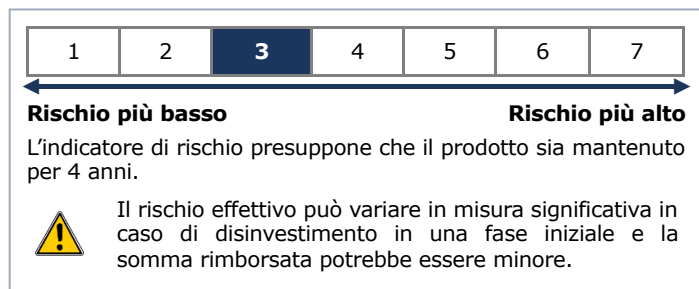 1 2 3 4 5 6 7
Rischio più basso Rischio più alto
L'indicatore di rischio presuppone che il prodotto sia mantenuto
per 4 anni.
Il rischio effettivo può variare in misura significativa in
caso di disinvestimento in una fase iniziale e la
somma rimborsata potrebbe essere minore.